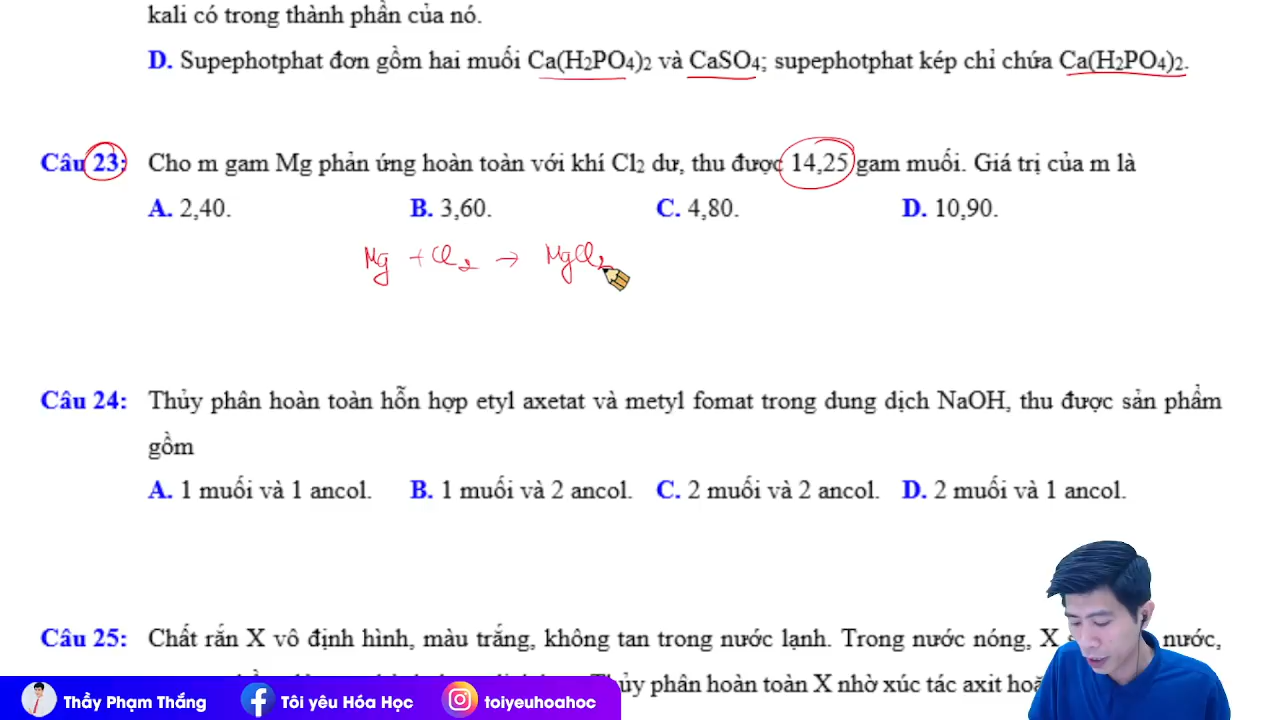 kali có trong thành phần của nó.
D. Supephotphat đơn gồm hai muối Ca(H2PO4)2 và CaSO4; supephotphat kép chỉ chứa Ca(H2PO4)2.
Câu 23: Cho m gam Mg phản ứng hoàn toàn với khí Cl2 dư, thu được 14,25 gam muối. Giá trị của m là
A. 2,40. B. 3,60. C. 4,80. D. 10,90.
Mg + Cl2 → MgCl2
Câu 24: Thủy phân hoàn toàn hỗn hợp etyl axetat và metyl fomat trong dung dịch NaOH, thu được sản phẩm
gồm
A. 1 muối và 1 ancol. B. 1 muối và 2 ancol. C. 2 muối và 2 ancol. D. 2 muối và 1 ancol.
Câu 25: Chất rắn X vô định hình, màu trắng, không tan trong nước lạnh. Trong nước nóng, X nước,
Thủy phân hoàn toàn X nhờ xúc tác axit
Thầy Phạm Thắng Tôi yêu Hóa Học toiyeuhoahoc